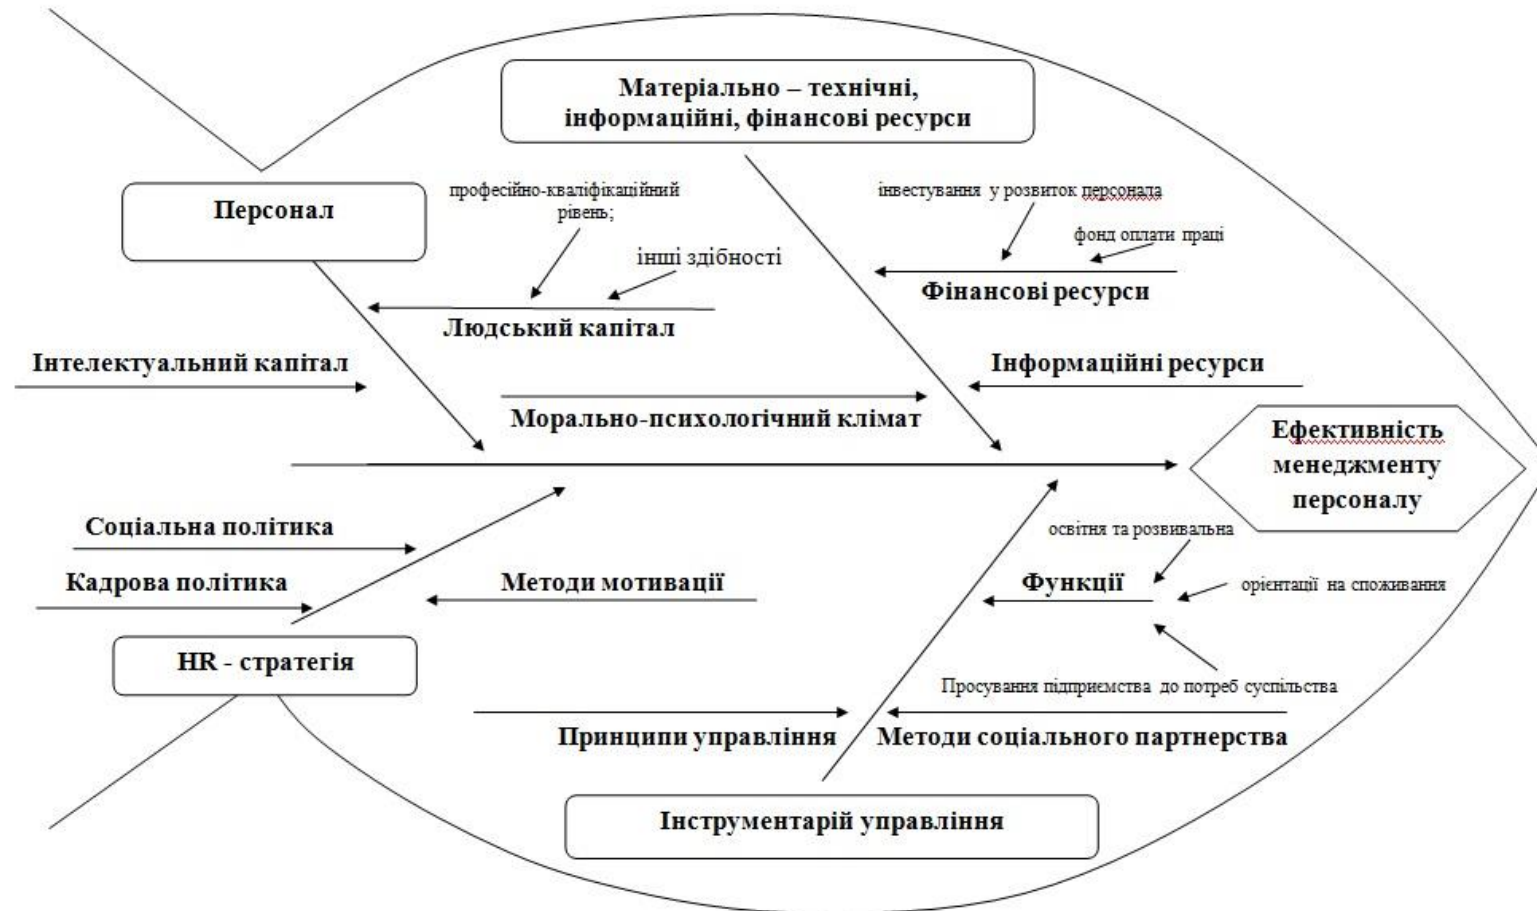 Матеріально – технічні,
інформаційні, фінансові ресурси
Персонал
професійно-кваліфікаційний
рівень;
інші здібності
інвестування у розвиток персонала
фонд оплати праці
Фінансові ресурси
Людський капітал
Інтелектуальний капітал
Інформаційні ресурси
Морально-психологічний клімат
Ефективність
менеджменту
персоналу
Соціальна політика
освітня та розвивальна
Кадрова політика
Методи мотивації
Функції
орієнтації на споживання
HR - стратегія
Просування підприємства до потреб суспільства
Принципи управління
Методи соціального партнерства
Інструментарій управління